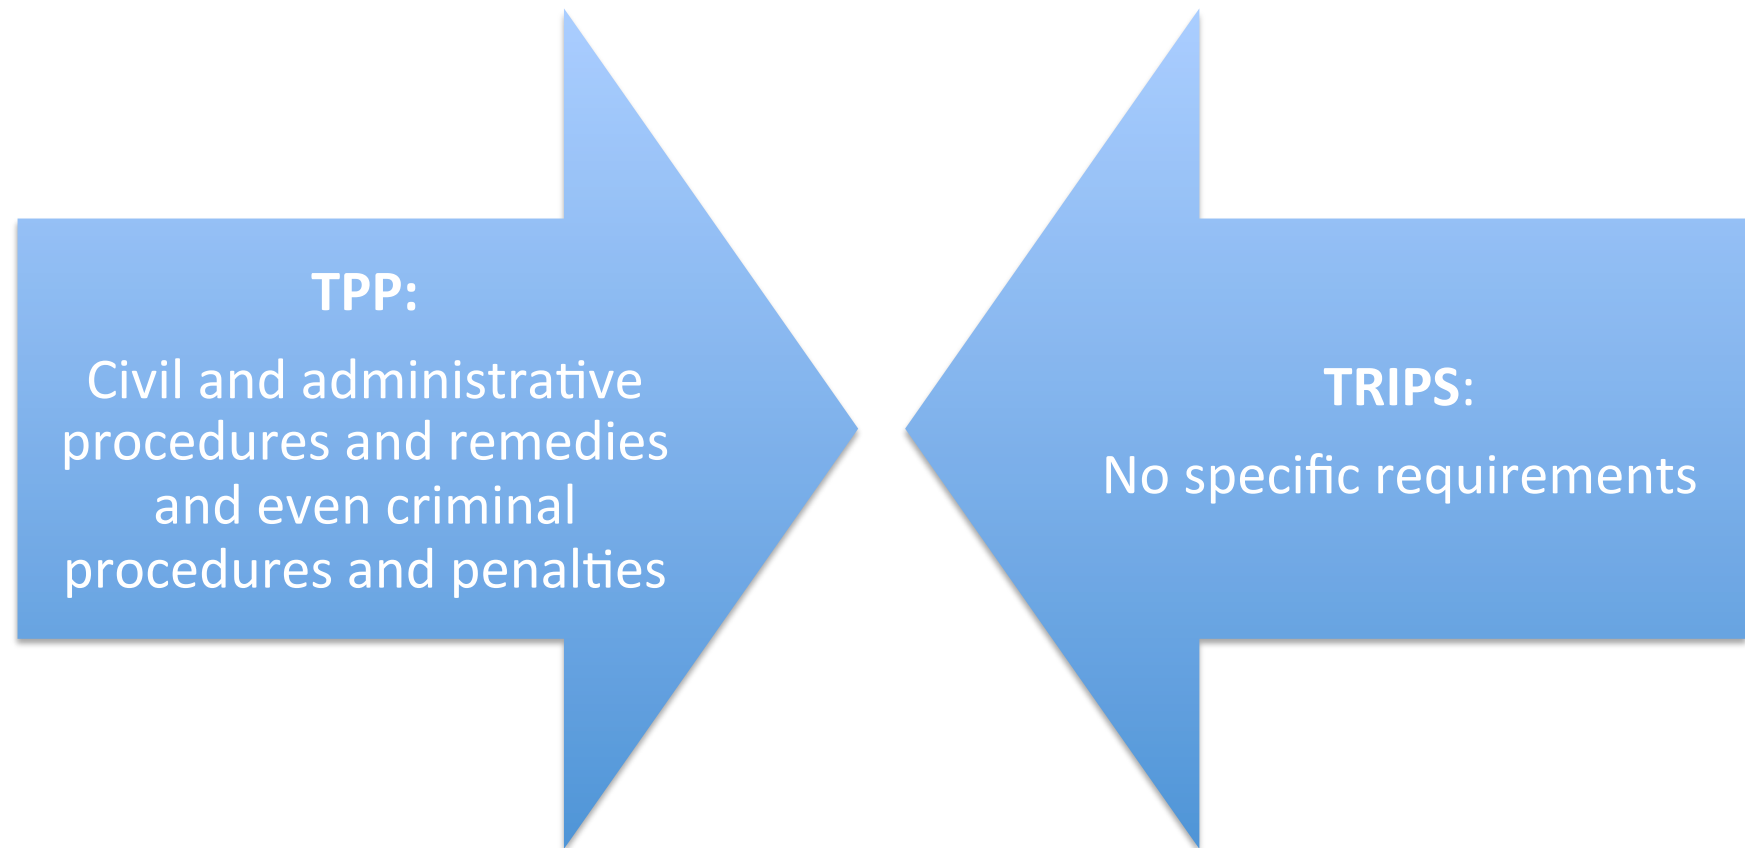 TPP:
Civil and administrative
procedures and remedies
and even criminal
procedures and penalties
TRIPS:
No specific requirements